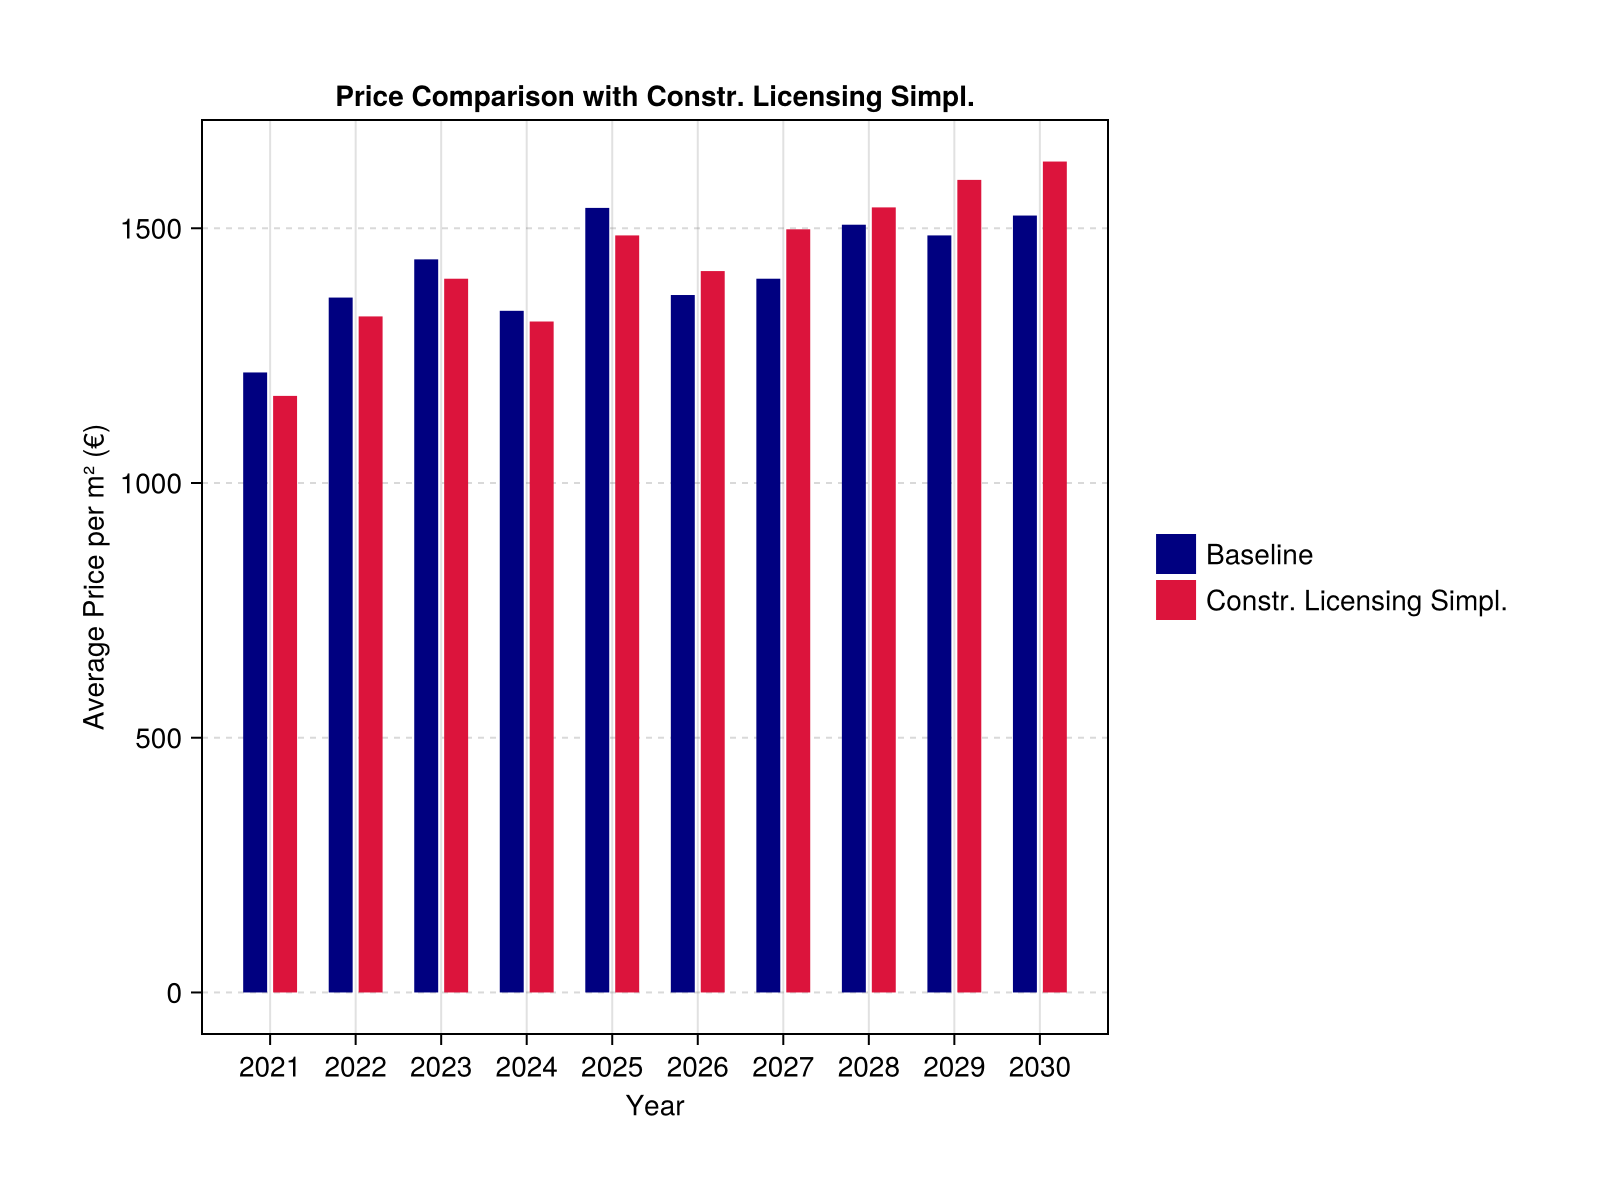 Price Comparison with Constr. Licensing Simpl.
Average Price per m² (€)
1500
1000
500
0
2021 2022 2023 2024 2025 2026 2027 2028 2029 2030
Year
Baseline
Constr. Licensing Simpl.